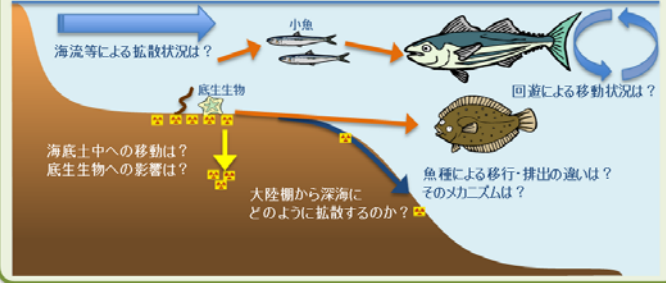 小魚
海流等による拡散状況は？
回遊による移動状況は？
底生生物
海底土中への移動は？
底生生物への影響は？
魚種による移行・排出の違いは？
そのメカニズムは？
大陸棚から深海に
どのように拡散するのか？